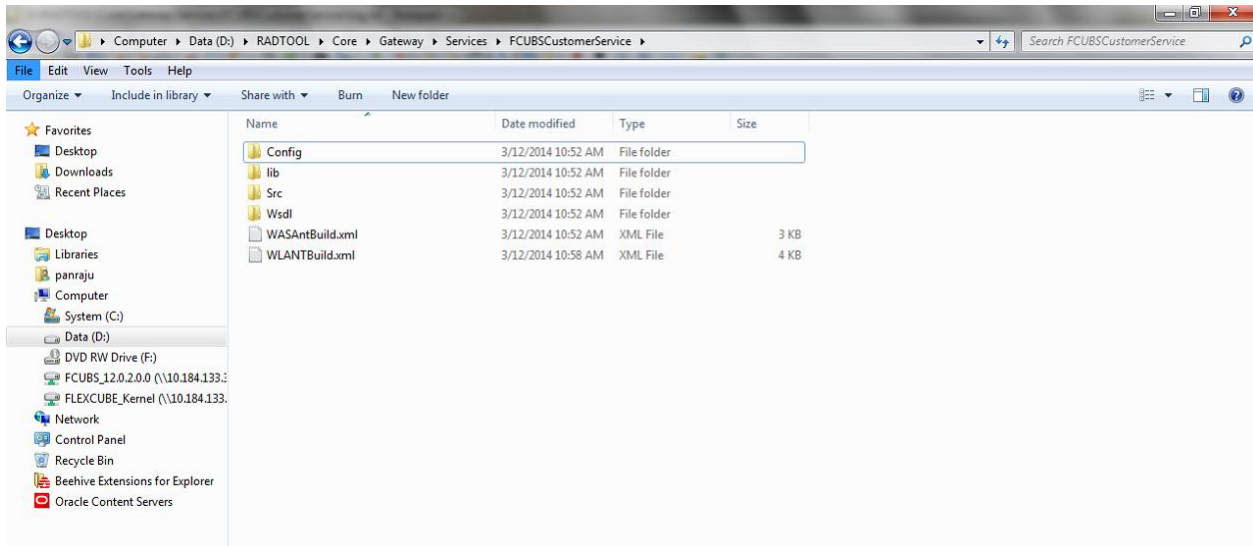 Computer ▸ Data (D:) ▸ RADTOOL ▸ Core ▸ Gateway ▸ Services ▸ FCUBSCustomerService ▸ Search FCUBSCustomerService
File Edit View Tools Help
Organize Include in library Share with Burn New folder
Name Date modified Type Size
Favorites
Desktop
Downloads
Recent Places
Desktop
Libraries
panraju
Computer
System (C:)
Data (D:)
DVD RW Drive (F:)
FCUBS_12.0.2.0.0 (\\10.184.133.
FLEXCUBE_Kernel (\\10.184.133.
Network
Control Panel
Recycle Bin
Beehive Extensions for Explorer
Oracle Content Servers
Config 3/12/2014 10:52 AM File folder
lib 3/12/2014 10:52 AM File folder
Src 3/12/2014 10:52 AM File folder
Wsdl 3/12/2014 10:52 AM File folder
WASAntBuild.xml 3/12/2014 10:52 AM XML File 3 KB
WLANTBuild.xml 3/12/2014 10:58 AM XML File 4 KB